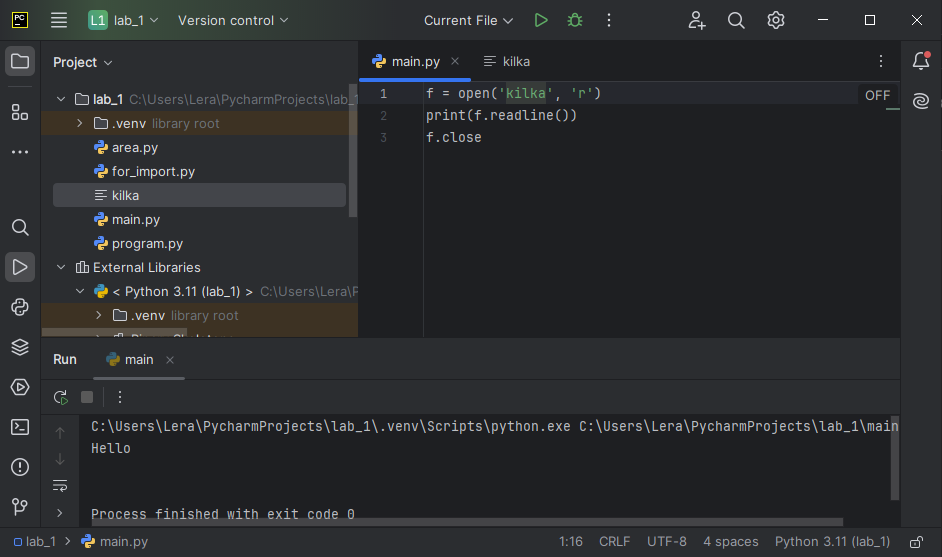 PC L1 lab_1 Version control Current File
Project
main.py
kilka
lab_1 C:\Users\Lera\PycharmProjects\lab_
.venv library root
area.py
for_import.py
kilka
main.py
program.py
External Libraries
< Python 3.11 (lab_1) > C:\Users\Lera\P
.venv library root
1 f = open('kilka', 'r')
2 print(f.readline())
3 f.close
OFF
Run main
C:\Users\Lera\PycharmProjects\lab_1\.venv\Scripts\python.exe C:\Users\Lera\PycharmProjects\lab_1\main
Hello
Process finished with exit code 0
lab_1 > main.py 1:16 CRLF UTF-8 4 spaces Python 3.11 (lab_1)